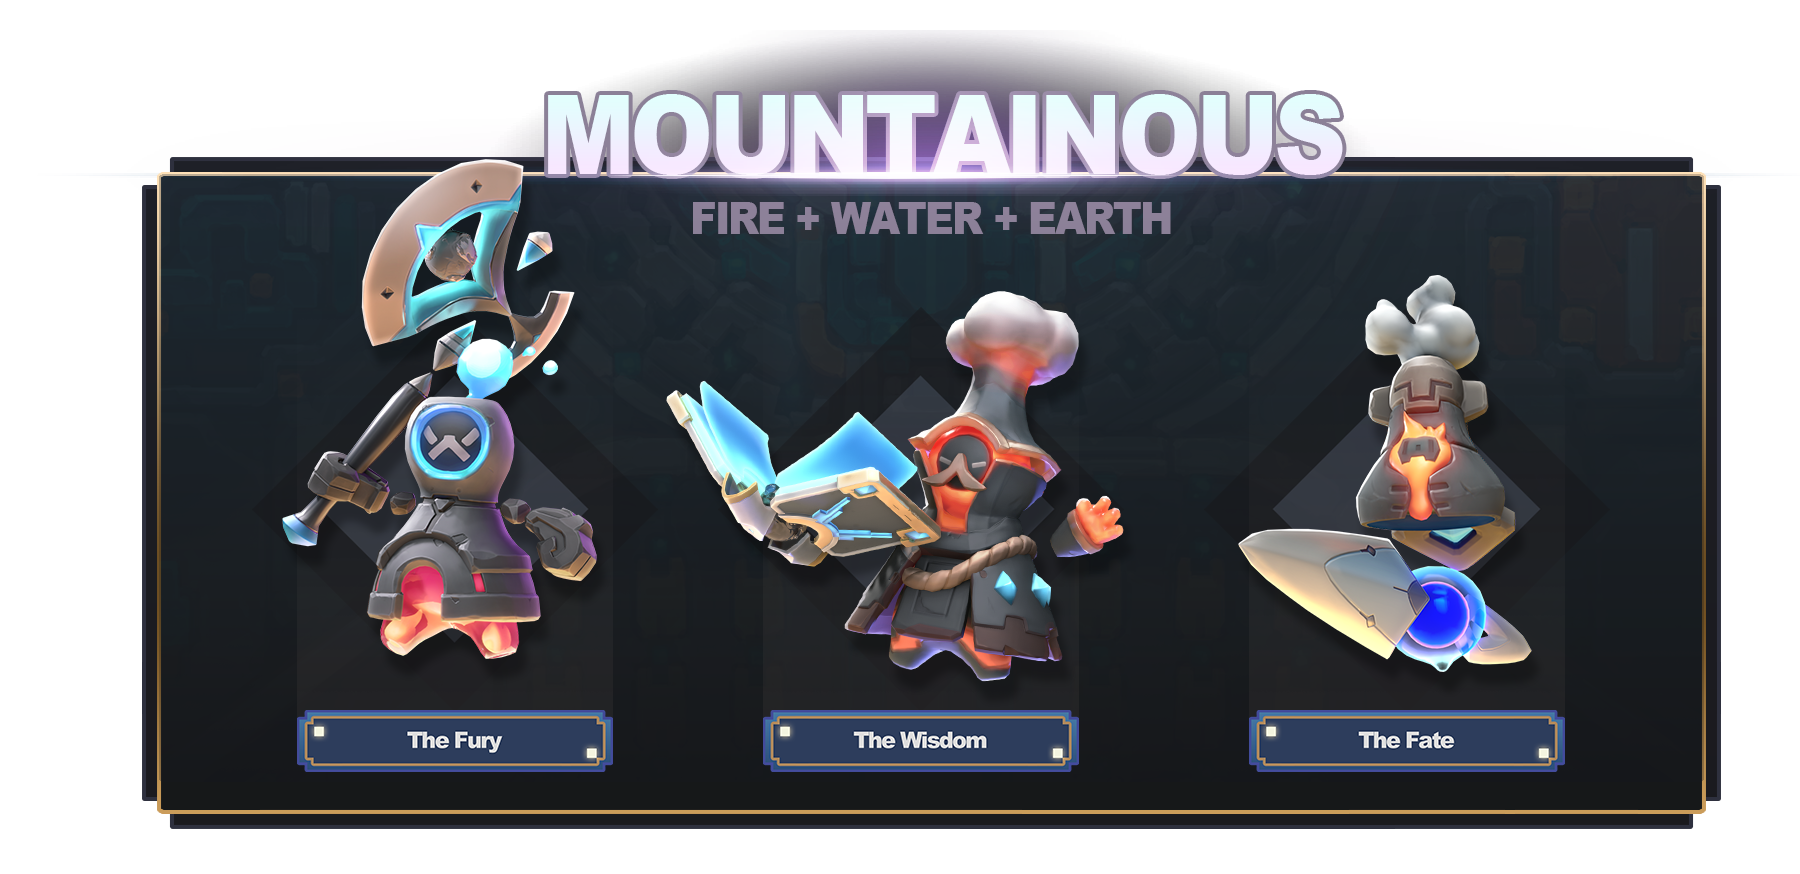 MOUNTAINOUS
FIRE + WATER + EARTH
The Fury
The Wisdom
The Fate